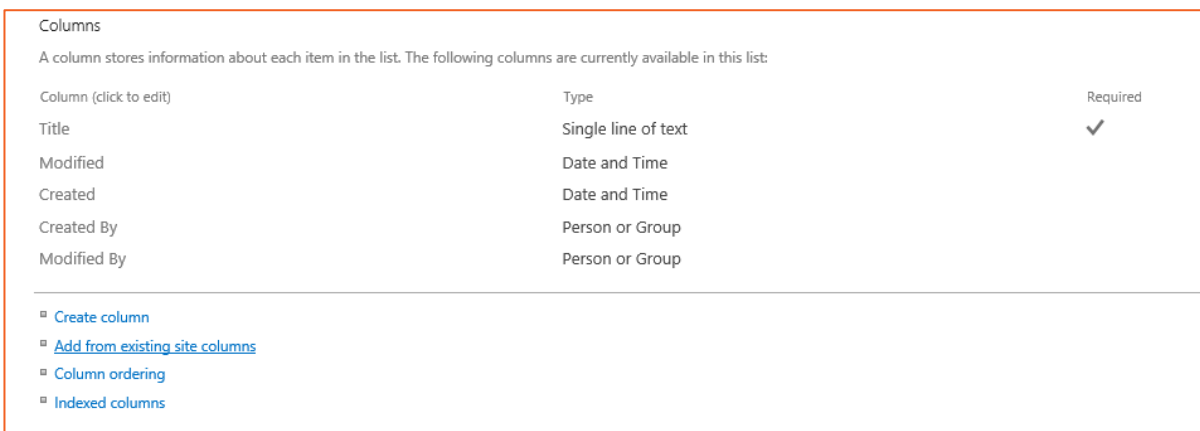 Columns
A column stores information about each item in the list. The following columns are currently available in this list:
Column (click to edit) Type Required
Title Single line of text
Modified Date and Time
Created Date and Time
Created By Person or Group
Modified By Person or Group
Create column
Add from existing site columns
Column ordering
Indexed columns